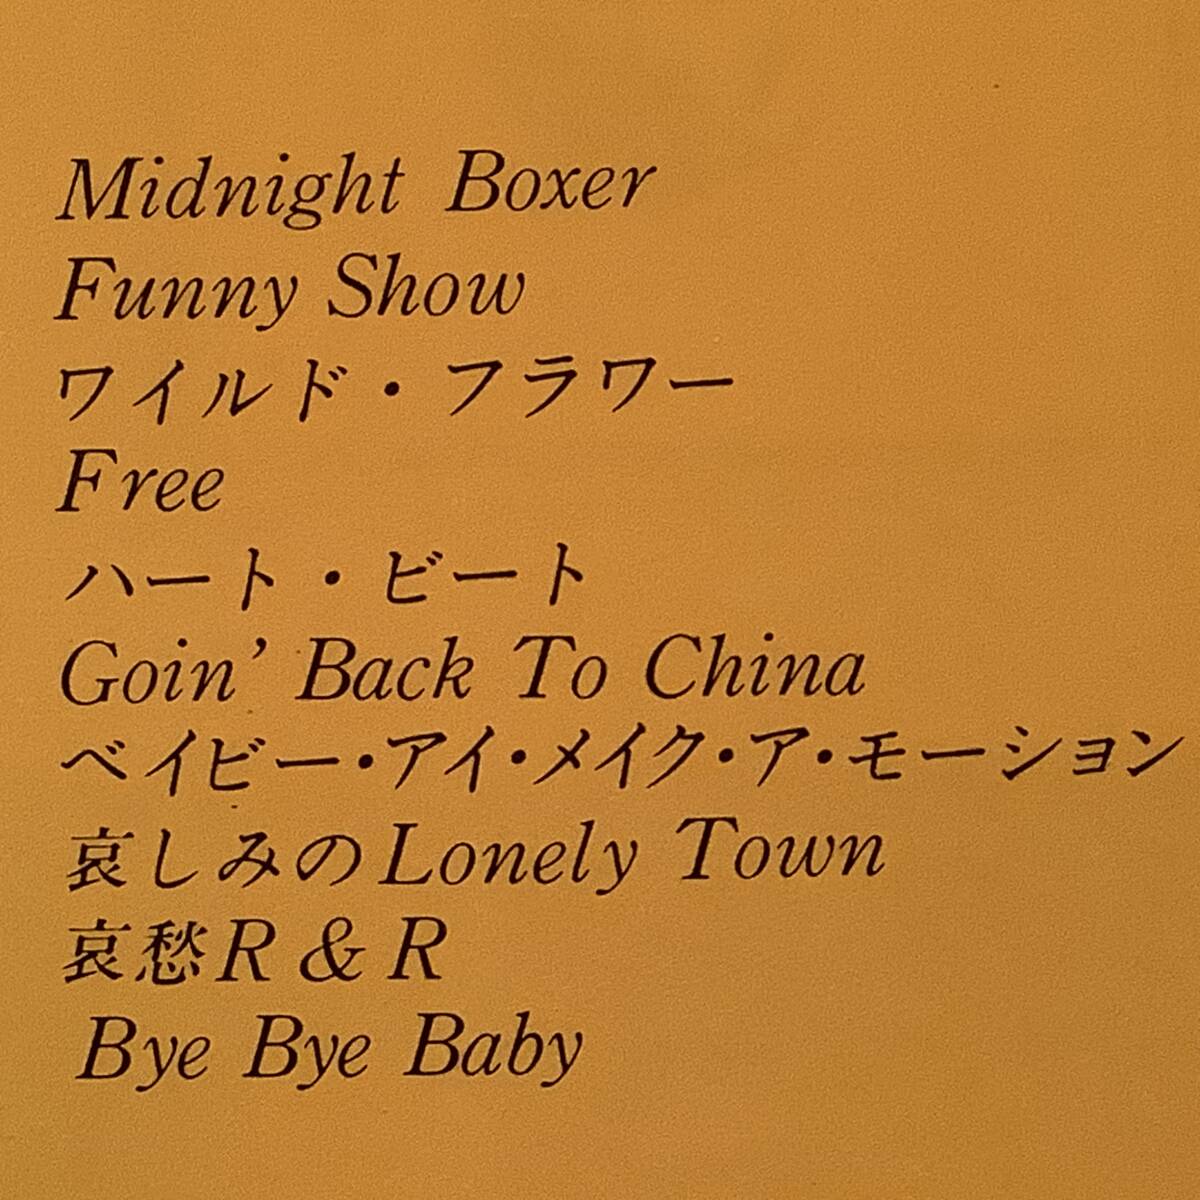 Midnight Boxer
Funny Show
ワイルド・フラワー
Free
ハート・ビート
Goin' Back To China
ベイビー・アイ・メイク・ア・モーション
哀しみのLonely Town
哀愁R & R
Bye Bye Baby